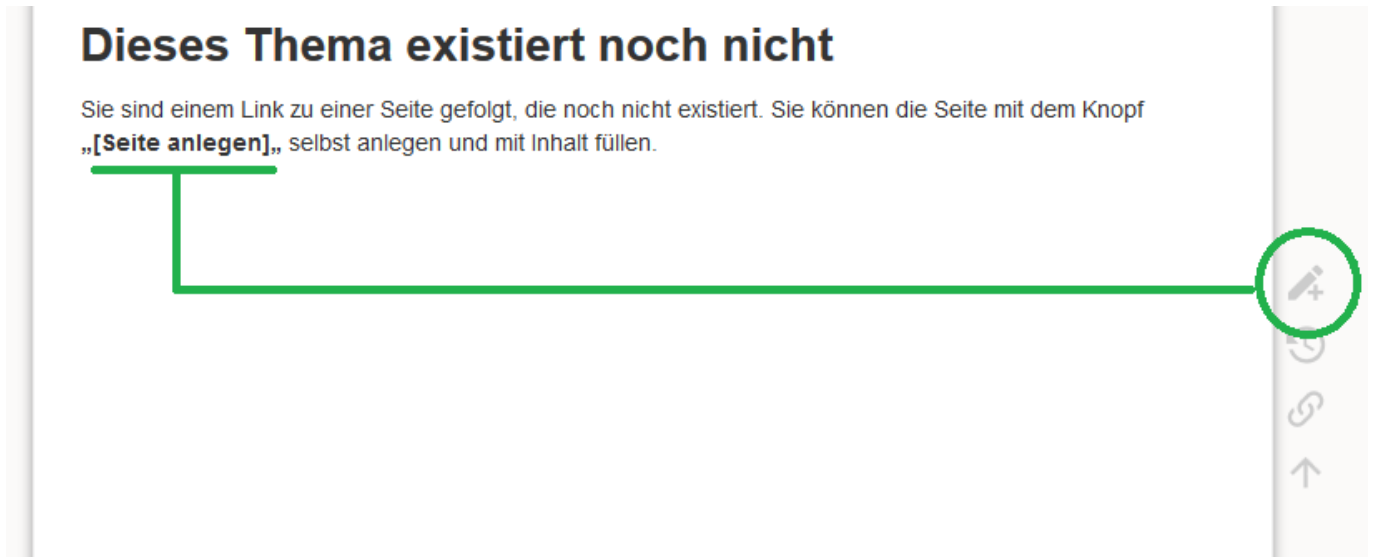 Dieses Thema existiert noch nicht
Sie sind einem Link zu einer Seite gefolgt, die noch nicht existiert. Sie können die Seite mit dem Knopf
„[Seite anlegen]„ selbst anlegen und mit Inhalt füllen.